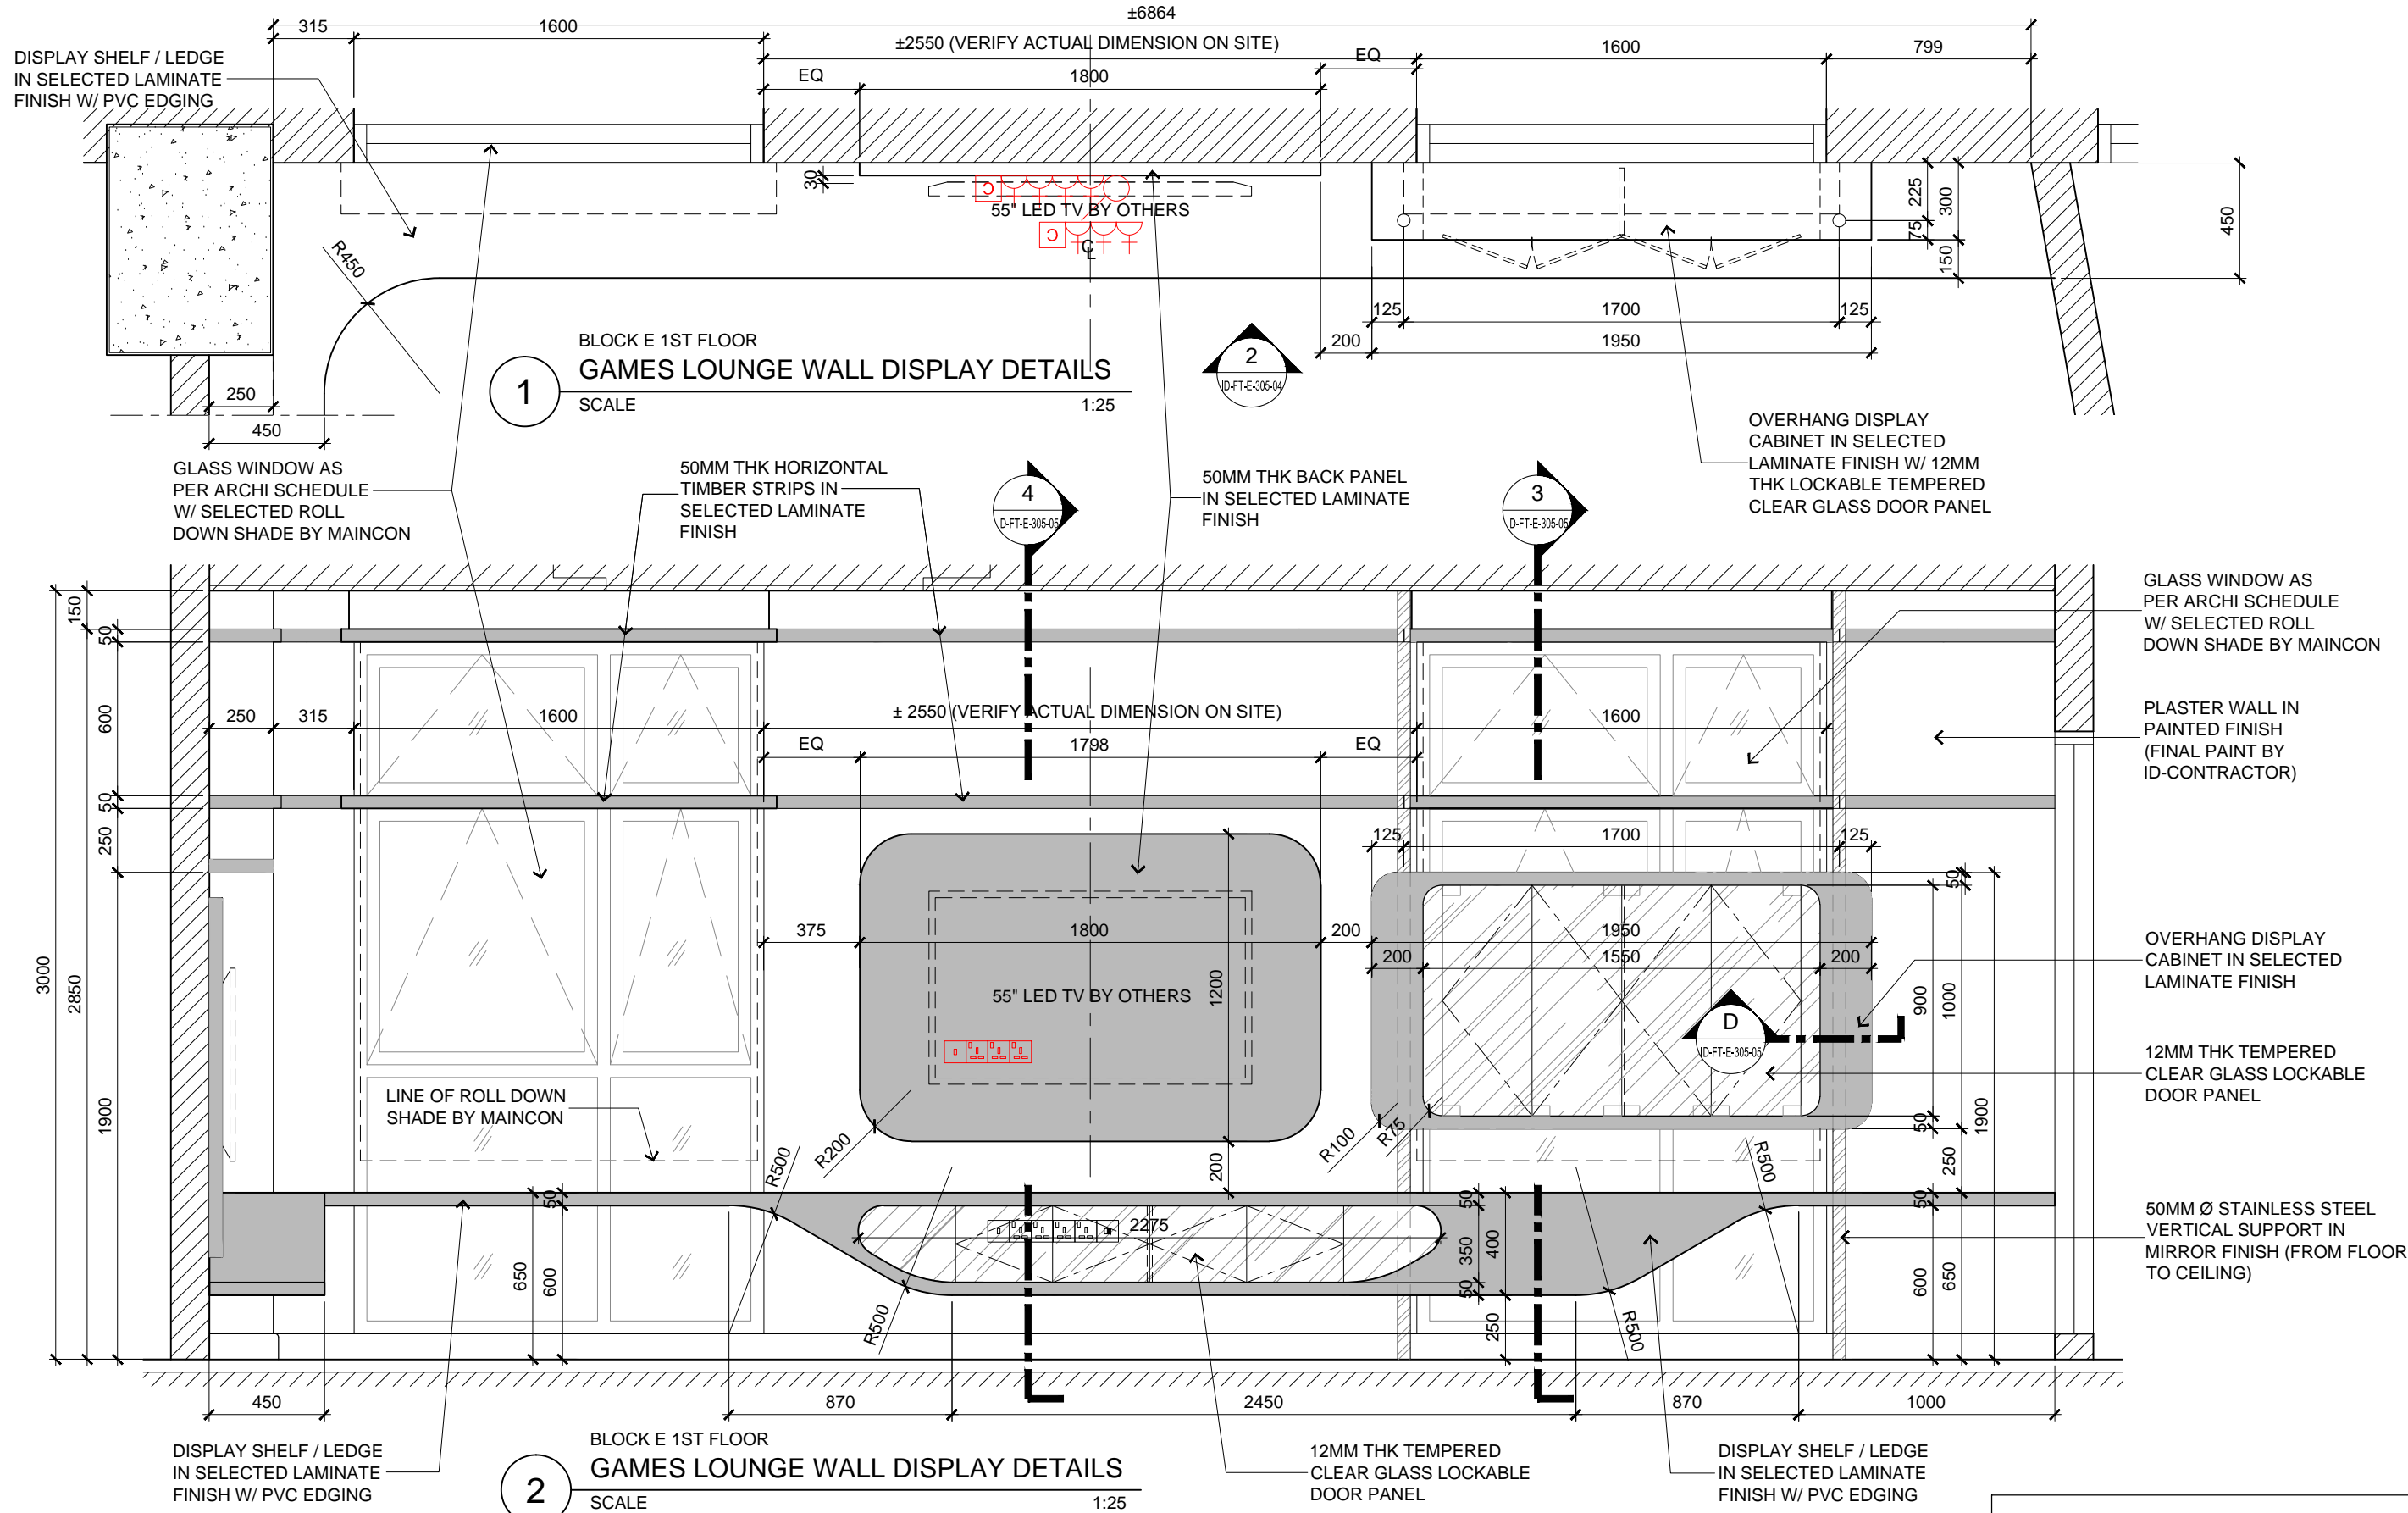 ±6864
315
1600
±2550 (VERIFY ACTUAL DIMENSION ON SITE)
1600
799
EQ
1800
EQ
DISPLAY SHELF / LEDGE
IN SELECTED LAMINATE
FINISH W/ PVC EDGING
30
C
55" LED TV BY OTHERS
C
CL
225
300
75
150
450
R450
125
1700
125
200
1950
250
450
1
BLOCK E 1ST FLOOR
GAMES LOUNGE WALL DISPLAY DETAILS
SCALE
1:25
2
ID-FT-E-305-04
OVERHANG DISPLAY
CABINET IN SELECTED
LAMINATE FINISH W/ 12MM
THK LOCKABLE TEMPERED
CLEAR GLASS DOOR PANEL
GLASS WINDOW AS
PER ARCHI SCHEDULE
W/ SELECTED ROLL
DOWN SHADE BY MAINCON
50MM THK HORIZONTAL
TIMBER STRIPS IN
SELECTED LAMINATE
FINISH
4
ID-FT-E-305-05
50MM THK BACK PANEL
IN SELECTED LAMINATE
FINISH
3
ID-FT-E-305-05
GLASS WINDOW AS
PER ARCHI SCHEDULE
W/ SELECTED ROLL
DOWN SHADE BY MAINCON
PLASTER WALL IN
PAINTED FINISH
(FINAL PAINT BY
ID-CONTRACTOR)
OVERHANG DISPLAY
CABINET IN SELECTED
LAMINATE FINISH
12MM THK TEMPERED
CLEAR GLASS LOCKABLE
DOOR PANEL
50MM Ø STAINLESS STEEL
VERTICAL SUPPORT IN
MIRROR FINISH (FROM FLOOR
TO CEILING)
3000
150
2850
50
600
50
250
1900
250
315
1600
± 2550 (VERIFY ACTUAL DIMENSION ON SITE)
1600
EQ
1798
EQ
125
1700
125
375
1800
200
1950
200
1550
200
1200
55" LED TV BY OTHERS
D
ID-FT-E-305-05
50
900
1000
50
1900
250
LINE OF ROLL DOWN
SHADE BY MAINCON
R200
R100
R75
R500
R500
200
50
50
50
2275
650
600
350
400
50
250
600
650
R500
R500
450
870
2450
870
1000
DISPLAY SHELF / LEDGE
IN SELECTED LAMINATE
FINISH W/ PVC EDGING
2
BLOCK E 1ST FLOOR
GAMES LOUNGE WALL DISPLAY DETAILS
SCALE
1:25
12MM THK TEMPERED
CLEAR GLASS LOCKABLE
DOOR PANEL
DISPLAY SHELF / LEDGE
IN SELECTED LAMINATE
FINISH W/ PVC EDGING